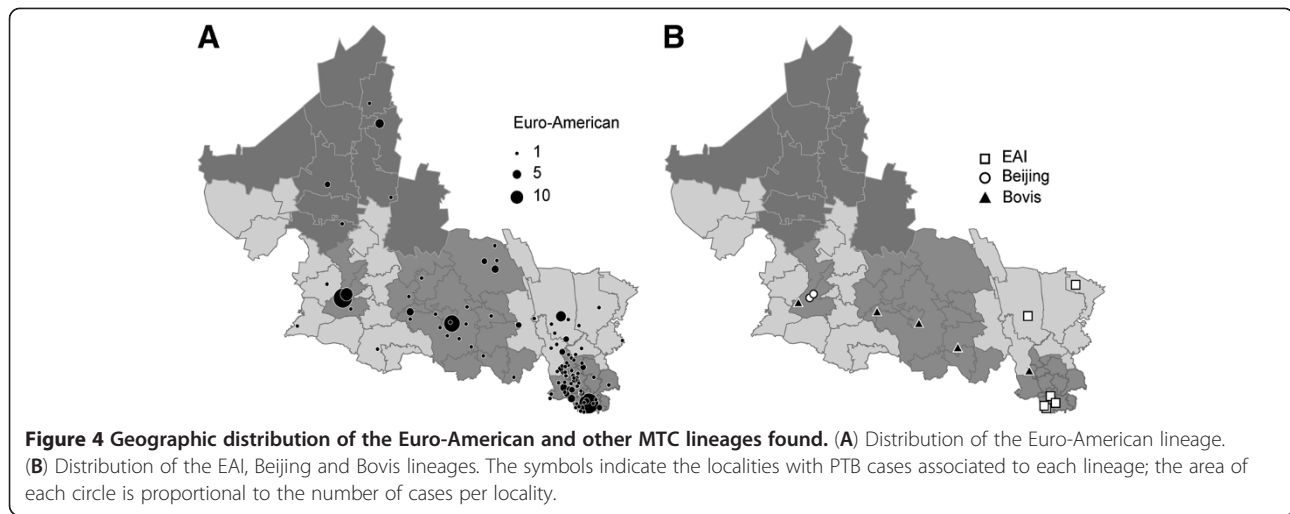 A
B
Euro-American
1
5
10
EAI
Beijing
Bovis
Figure 4 Geographic distribution of the Euro-American and other MTC lineages found. (A) Distribution of the Euro-American lineage.
(B) Distribution of the EAI, Beijing and Bovis lineages. The symbols indicate the localities with PTB cases associated to each lineage; the area of
each circle is proportional to the number of cases per locality.